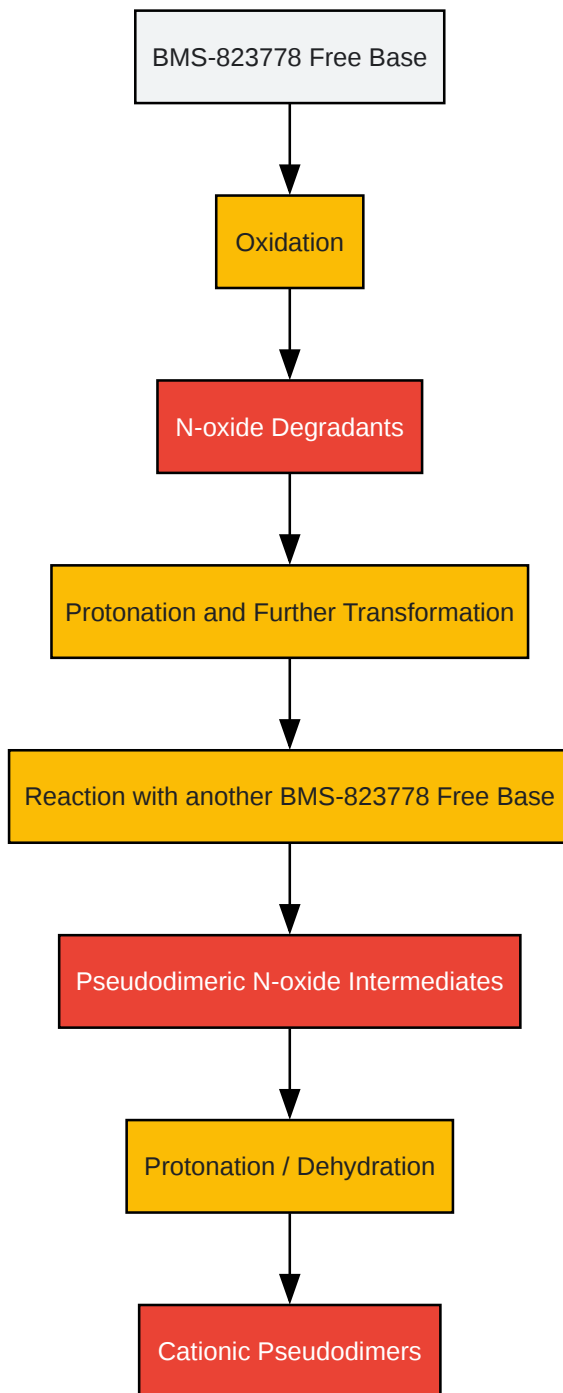 BMS-823778 Free Base
Oxidation
N-oxide Degradants
Protonation and Further Transformation
Reaction with another BMS-823778 Free Base
Pseudodimeric N-oxide Intermediates
Protonation / Dehydration
Cationic Pseudodimers